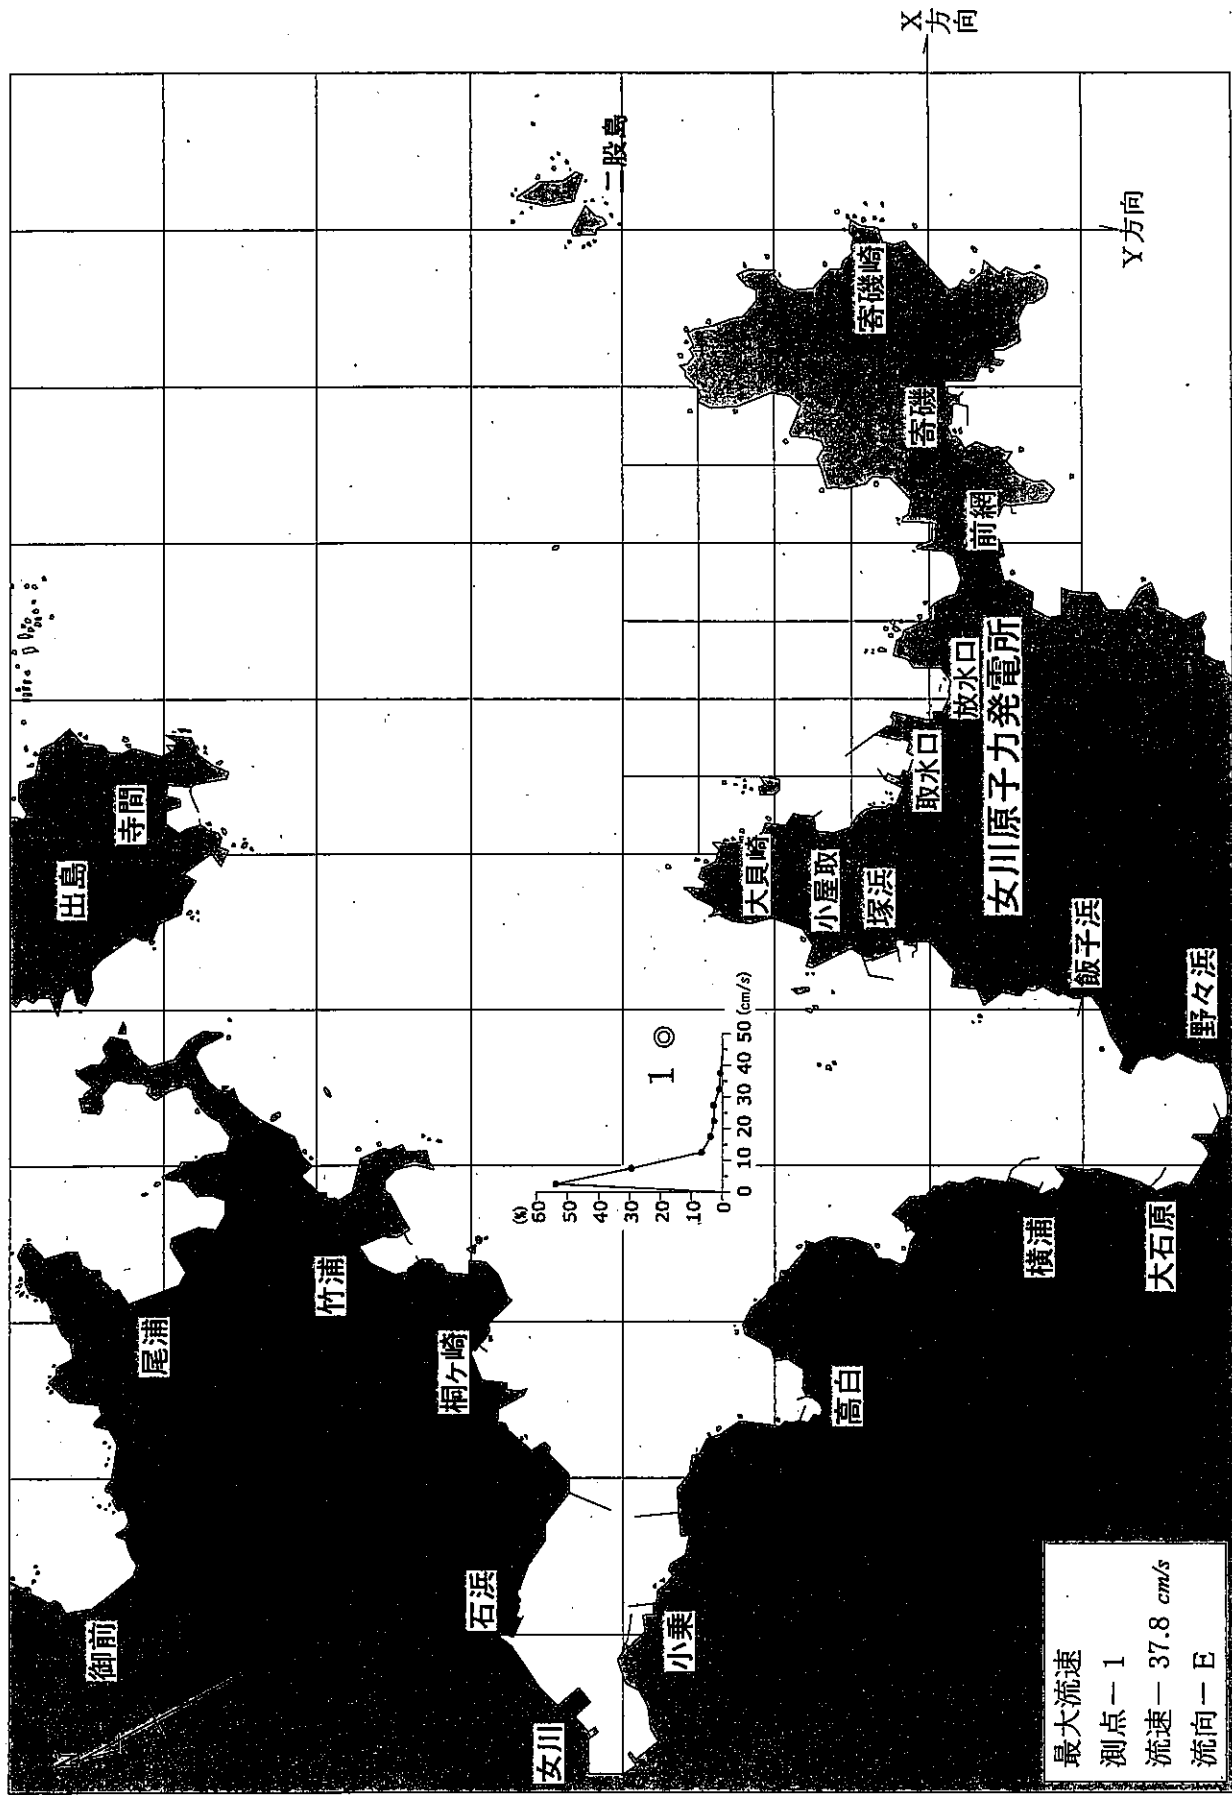 X
方向
Y方向
二股島
寄磯崎
寄磯
前網
放水口
女川原子力発電所
取水口
寺間
出島
大貝崎
小屋取
塚浜
飯子浜
野々浜
1
(%)
60
50
40
30
20
10
0
0 10 20 30 40 50 (cm/s)
竹浦
尾浦
桐ヶ崎
横浦
大石原
高白
石浜
御前
小乗
女川
最大流速
測点－1
流速－37.8 cm/s
流向－E